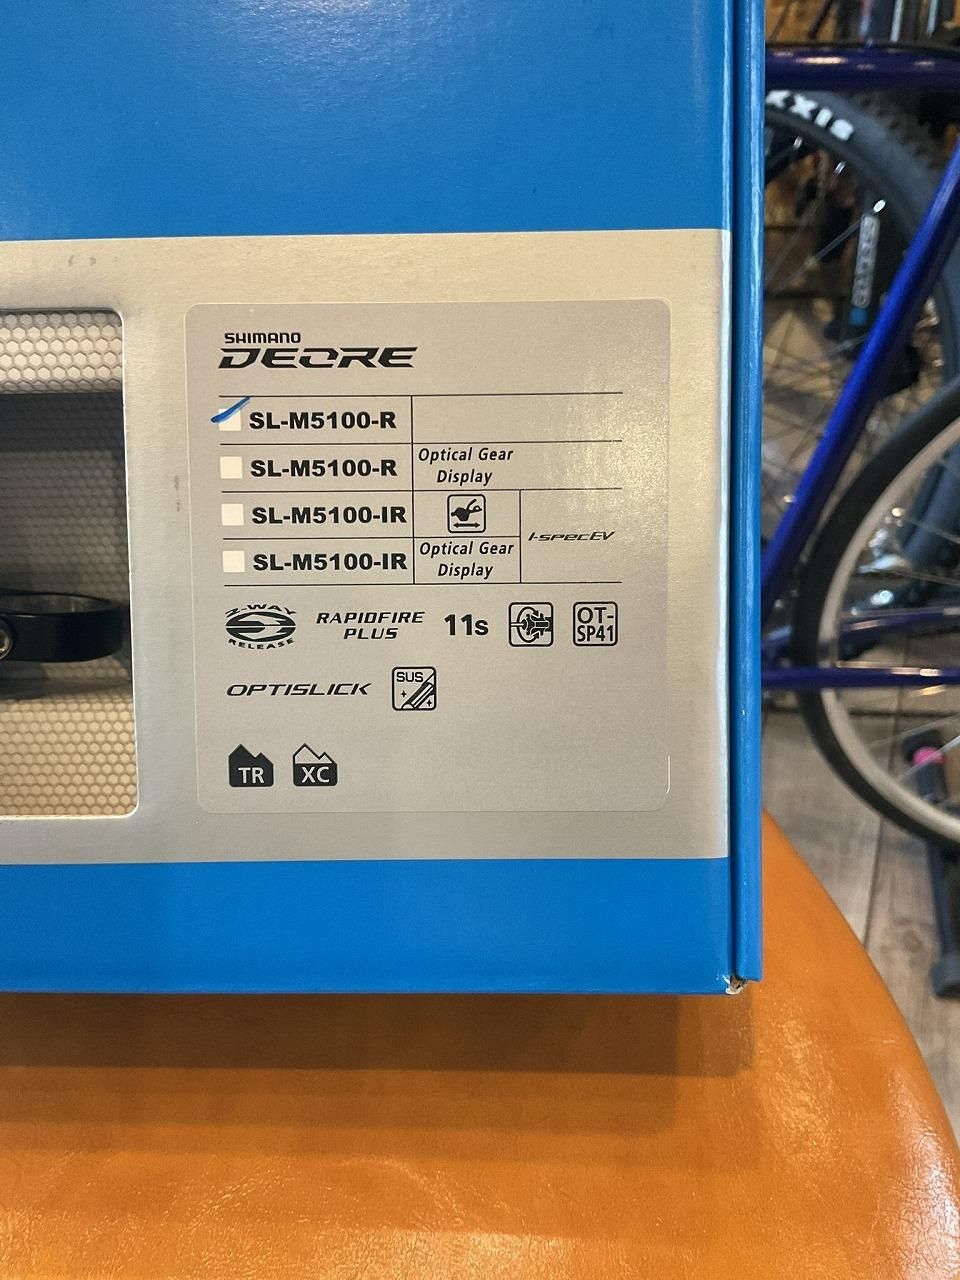 SHIMANO
DEORE
SL-M5100-R
SL-M5100-R Optical Gear Display
SL-M5100-IR I-SPEC EV
SL-M5100-IR Optical Gear Display
2-WAY RELEASE
RAPIDFIRE PLUS
11s
OT-SP41
OPTISLICK
SUS
TR
XC
XXIS